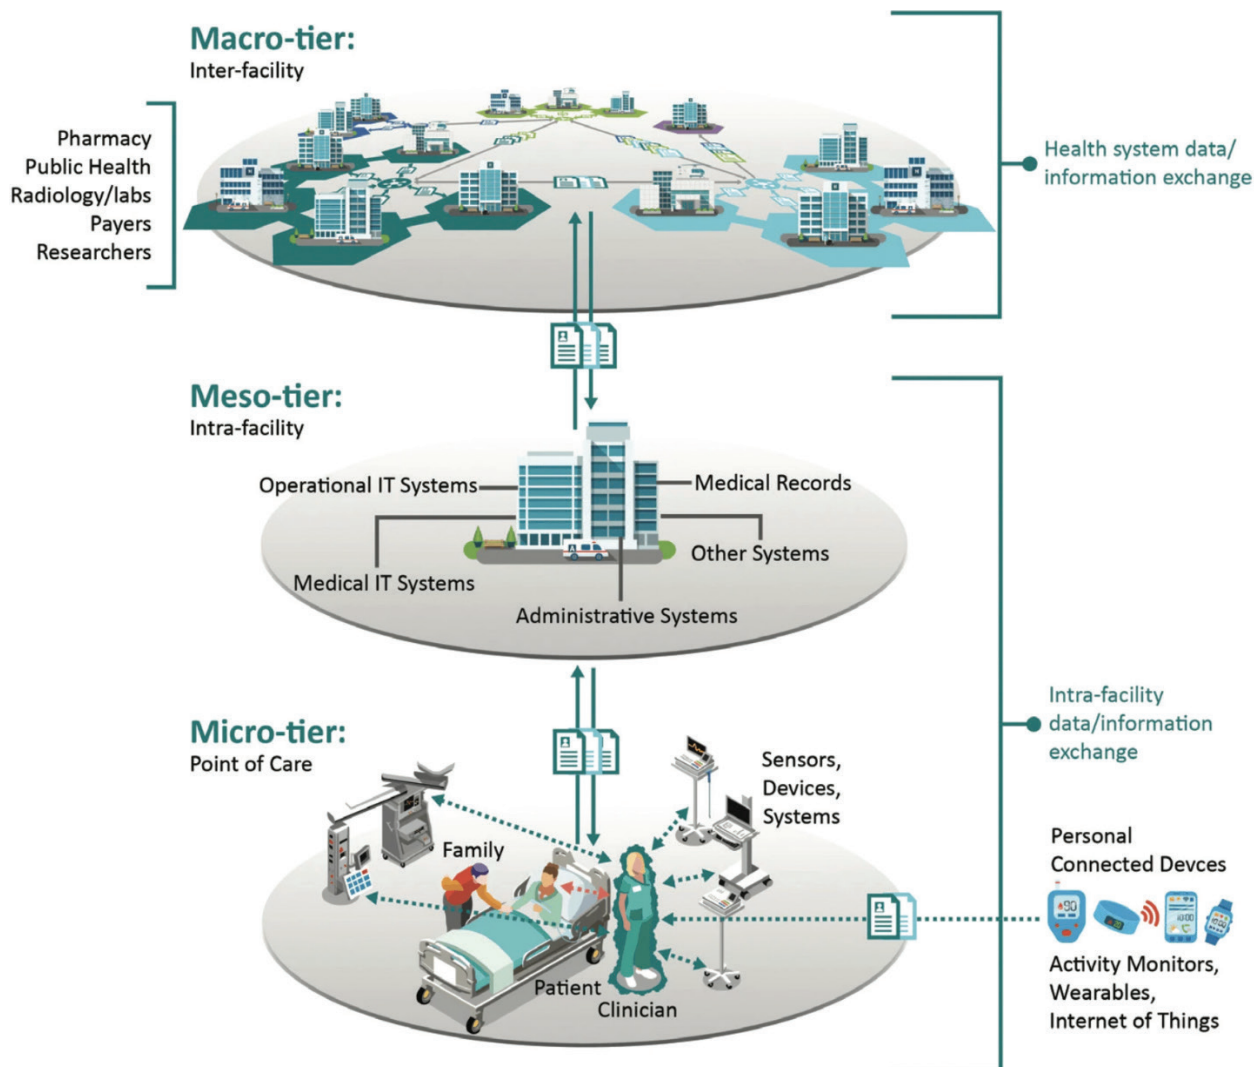 Macro-tier:
Inter-facility
Pharmacy
Public Health
Radiology/labs
Payers
Researchers
Health system data/
information exchange
Meso-tier:
Intra-facility
Operational IT Systems
Medical Records
Medical IT Systems
Other Systems
Administrative Systems
Intra-facility
data/information
exchange
Micro-tier:
Point of Care
Sensors,
Devices,
Systems
Family
Patient
Clinician
Personal
Connected Devces
90
10:00
Activity Monitors,
Wearables,
Internet of Things